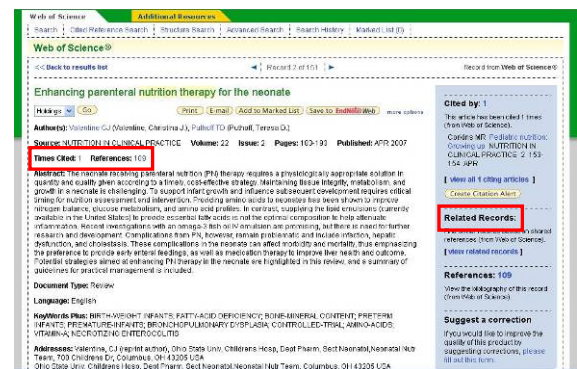 Web of Science
Additional Resources
Search Cited Reference Search Structure Search Advanced Search Search History Marked List (0)
Web of Science®
<< Back to results list
Record 2 of 151
Record from Web of Science®
Enhancing parenteral nutrition therapy for the neonate
Holdings Go Print E-mail Add to Marked List Save to EndNote Web more options
Author(s): Valentine CJ (Valentine, Christina J.), Puthoff TD (Puthoff, Teresa D.)
Source: NUTRITION IN CLINICAL PRACTICE Volume: 22 Issue: 2 Pages: 183-193 Published: APR 2007
Times Cited: 1 References: 109
Abstract: The neonate receiving parenteral nutrition (PN) therapy requires a physiologically appropriate solution in
quantity and quality given according to a timely, cost-effective strategy. Maintaining tissue integrity, metabolism, and
growth in a neonate is challenging. To support infant growth and influence subsequent development requires critical
timing for nutrition assessment and intervention. Providing amino acids to neonates has been shown to improve
nitrogen balance, glucose metabolism, and amino acid profiles. In contrast, supplying the lipid emulsions (currently
available in the United States) to provide essential fatty acids is not the optimal composition to help attenuate
inflammation. Recent investigations with an omega-3 fish oil IV emulsion are promising, but there is need for further
research and development. Complications from PN, however, remain problematic and include infection, hepatic
dysfunction, and cholestasis. These complications in the neonate can affect morbidity and mortality, thus emphasizing
the preference to provide early enteral feedings, as well as medication therapy to improve liver health and outcome.
Potential strategies aimed at enhancing PN therapy in the neonate are highlighted in this review, and a summary of
guidelines for practical management is included.
Document Type: Review
Language: English
KeyWords Plus: BIRTH-WEIGHT INFANTS; FATTY-ACID DEFICIENCY; BONE-MINERAL CONTENT; PRETERM
INFANTS; PREMATURE-INFANTS; BRONCHOPULMONARY DYSPLASIA; CONTROLLED-TRIAL; AMINO-ACIDS;
VITAMIN-A; NECROTIZING ENTEROCOLITIS
Addresses: Valentine, CJ (reprint author), Ohio State Univ, Childrens Hosp, Dept Pharm, Sect Neonatol, Neonatal Nutr
Team, 700 Childrens Dr, Columbus, OH 43205 USA
Ohio State Univ, Childrens Hosp, Dept Pharm, Sect Neonatol, Neonatal Nutr Team, Columbus, OH 43205 USA
Cited by: 1
This article has been cited 1 times
(from Web of Science).
Corkins MR Pediatric nutrition:
Growing up NUTRITION IN
CLINICAL PRACTICE 2 153-
154 APR
[ view all 1 citing articles ]
Create Citation Alert
Related Records:
references (from Web of Science).
[ view related records ]
References: 109
View the bibliography of this record
(from Web of Science).
Suggest a correction
If you would like to improve the
quality of this product by
suggesting corrections, please
fill out this form.